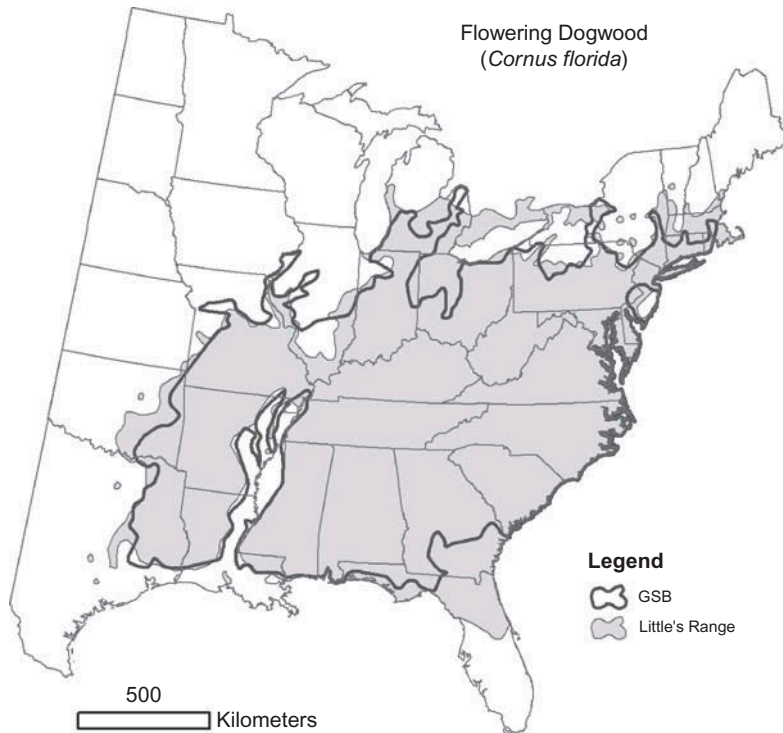 Flowering Dogwood
(Cornus florida)
Legend
GSB
Little's Range
500
Kilometers